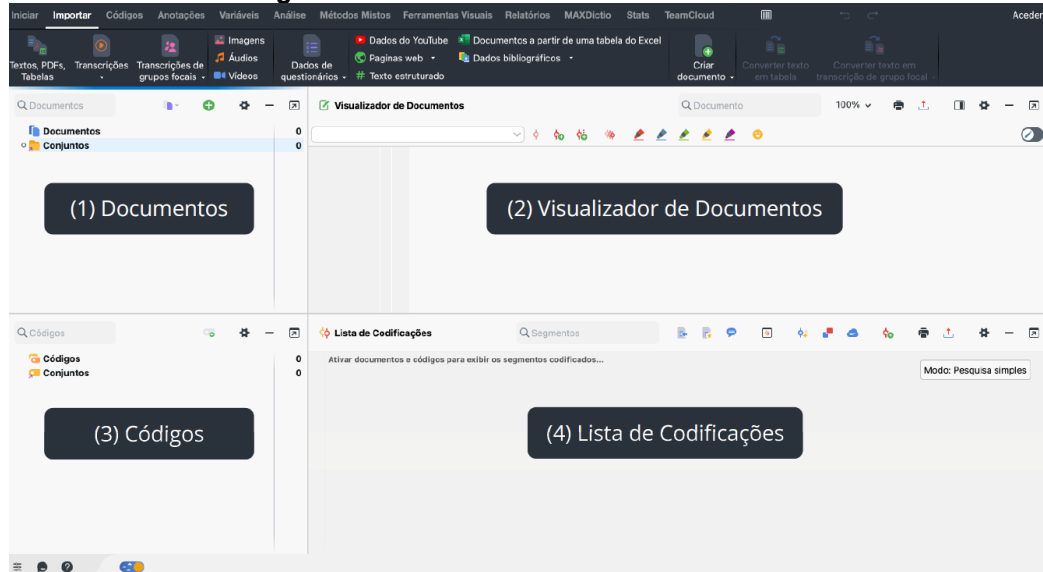 Iniciar Importar Códigos Anotações Variáveis Análise Métodos Mistos Ferramentas Visuais Relatórios MAXDictio Stats TeamCloud Aceder
Textos, PDFs, Tabelas
Transcrições
Transcrições de grupos focais
Imagens
Áudios
Vídeos
Dados de questionários
Dados do YouTube
Paginas web
# Texto estruturado
Documentos a partir de uma tabela do Excel
Dados bibliográficos
Criar documento
Converter texto em tabela
Converter texto em transcrição de grupo focal
Documentos
Documentos 0
Conjuntos 0
(1) Documentos
Visualizador de Documentos Documento 100%
(2) Visualizador de Documentos
Códigos
Códigos 0
Conjuntos 0
(3) Códigos
Lista de Codificações Segmentos
Ativar documentos e códigos para exibir os segmentos codificados...
Modo: Pesquisa simples
(4) Lista de Codificações